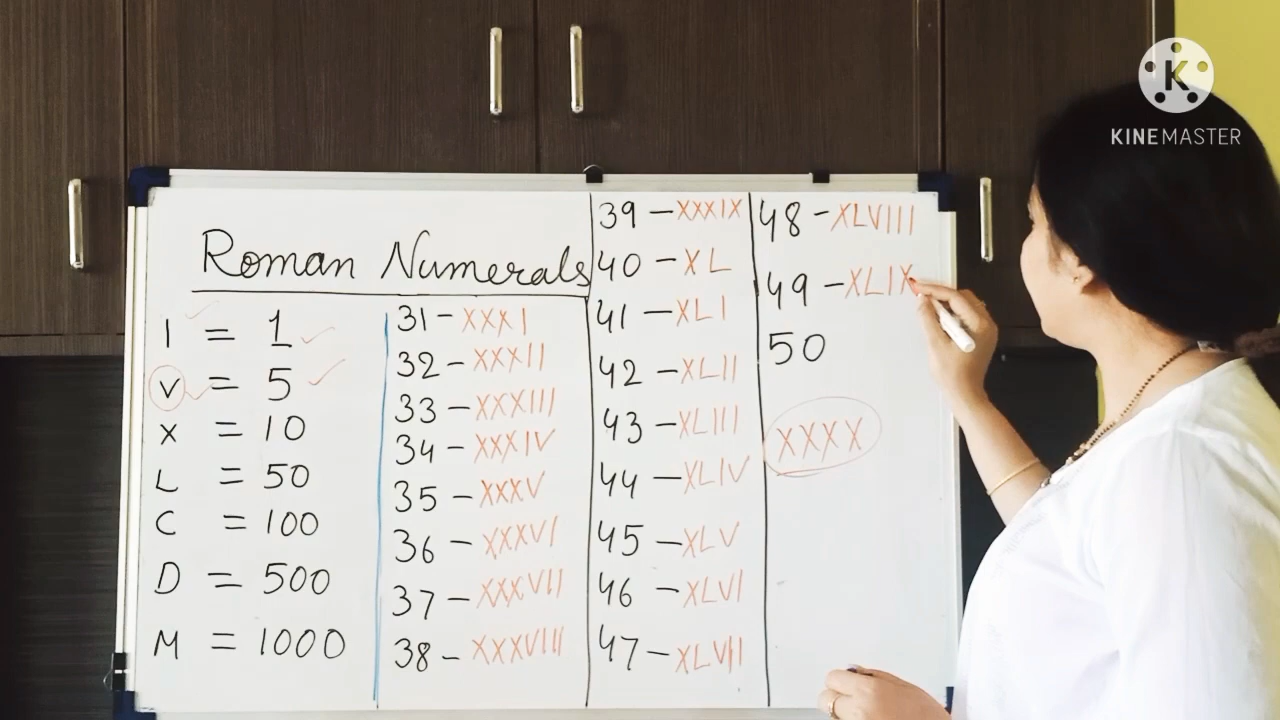 Roman Numerals
I = 1
V = 5
X = 10
L = 50
C = 100
D = 500
M = 1000
31 - XXXI
32 - XXXII
33 - XXXIII
34 - XXXIV
35 - XXXV
36 - XXXVI
37 - XXXVII
38 - XXXVIII
39 - XXXIX
40 - XL
41 - XLI
42 - XLII
43 - XLIII
44 - XLIV
45 - XLV
46 - XLVI
47 - XLVII
48 - XLVIII
49 - XLIX
50
XXXX
K
KINEMASTER